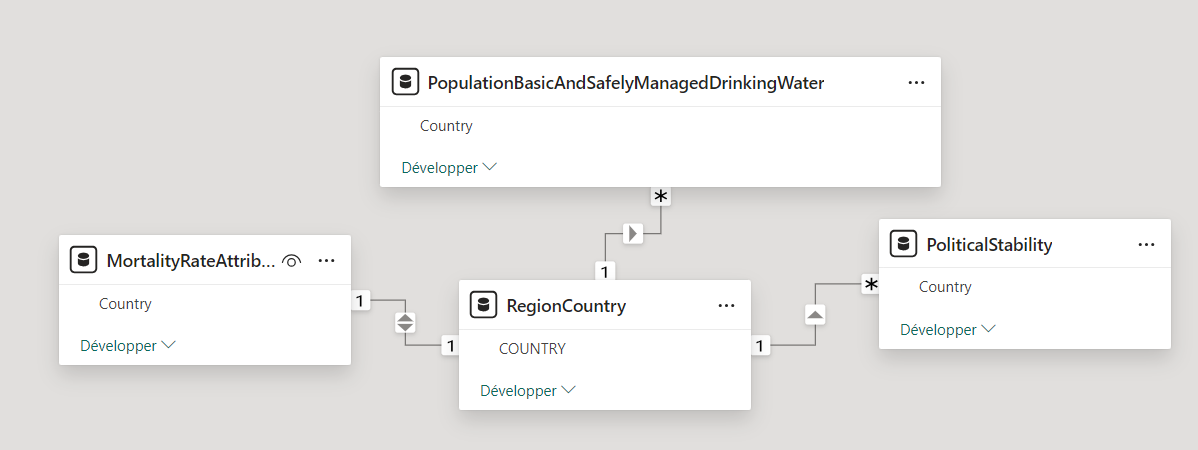 PopulationBasicAndSafelyManagedDrinkingWater
Country
Développer
*
1
MortalityRateAttrib...
Country
Développer
1
1
RegionCountry
COUNTRY
Développer
1
*
PoliticalStability
Country
Développer